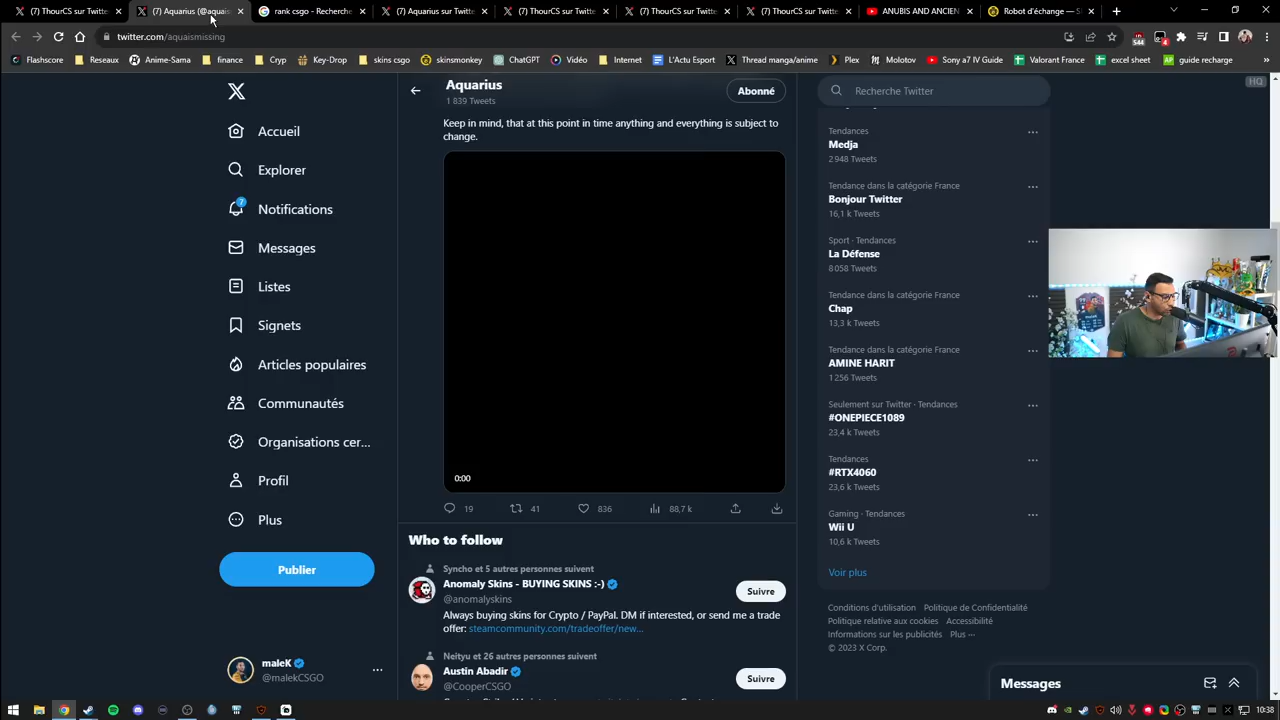 (7) ThourCS sur Twitter
(7) Aquarius (@aquais
rank csgo - Recherche
(7) Aquarius sur Twitter
(7) ThourCS sur Twitter
(7) ThourCS sur Twitter
(7) ThourCS sur Twitter
ANUBIS AND ANCIEN
Robot d'échange — S
twitter.com/aquaismissing
544
4
Flashscore
Reseaux
Anime-Sama
finance
Cryp
Key-Drop
skins csgo
skinsmonkey
ChatGPT
Vidéo
Internet
L'Actu Esport
Thread manga/anime
Plex
Monlix
Sony a7 IV Guide
Valorant France
excel sheet
guide recharge
HQ
Accueil
Explorer
7
Notifications
Messages
Listes
Signets
Articles populaires
Communautés
Organisations cer...
Profil
Plus
Publier
maleK
@malekCSGO
Aquarius
1 839 Tweets
Abonné
Keep in mind, that at this point in time anything and everything is subject to
change.
0:00
19
41
836
88,7 k
Who to follow
Syncho et 5 autres personnes suivent
Anomaly Skins - BUYING SKINS :-)
@anomalyskins
Suivre
Always buying skins for Crypto / PayPal. DM if interested, or send me a trade
offer: steamcommunity.com/tradeoffer/new...
Neityu et 26 autres personnes suivent
Austin Abadir
@CooperCSGO
Suivre
Recherche Twitter
Tendances
Medja
2 948 Tweets
Tendance dans la catégorie France
Bonjour Twitter
16,1 k Tweets
Sport · Tendances
La Défense
8 058 Tweets
Tendance dans la catégorie France
Chap
13,3 k Tweets
Tendance dans la catégorie France
AMINE HARIT
1 256 Tweets
Seulement sur Twitter · Tendances
#ONEPIECE1089
23,4 k Tweets
Tendances
#RTX4060
23,6 k Tweets
Gaming · Tendances
Wii U
10,6 k Tweets
Voir plus
Conditions d'utilisation Politique de Confidentialité
Politique relative aux cookies Accessibilité
Informations sur les publicités Plus ···
© 2023 X Corp.
Messages
10:38